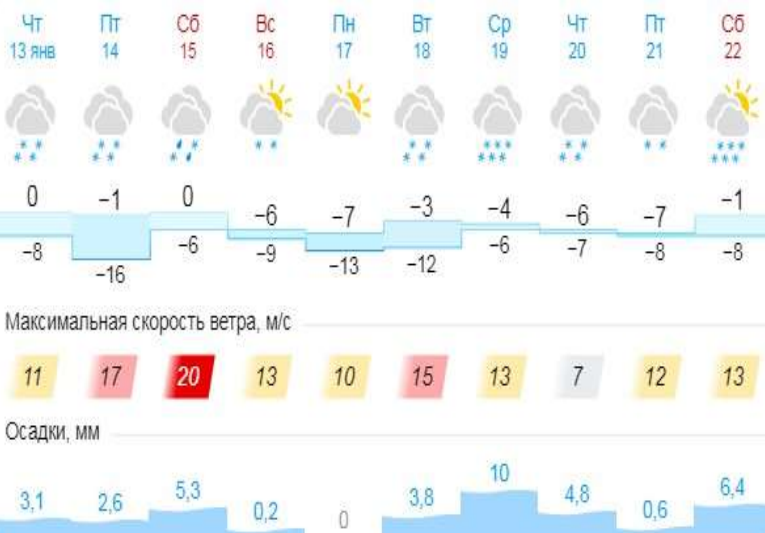 Чт Пт Сб Вс Пн Вт Ср Чт Пт Сб
13 янв 14 15 16 17 18 19 20 21 22
0 −1 0 −6 −7 −3 −4 −6 −7 −1
−8 −16 −6 −9 −13 −12 −6 −7 −8 −8
Максимальная скорость ветра, м/с
11 17 20 13 10 15 13 7 12 13
Осадки, мм
3,1 2,6 5,3 0,2 0 3,8 10 4,8 0,6 6,4